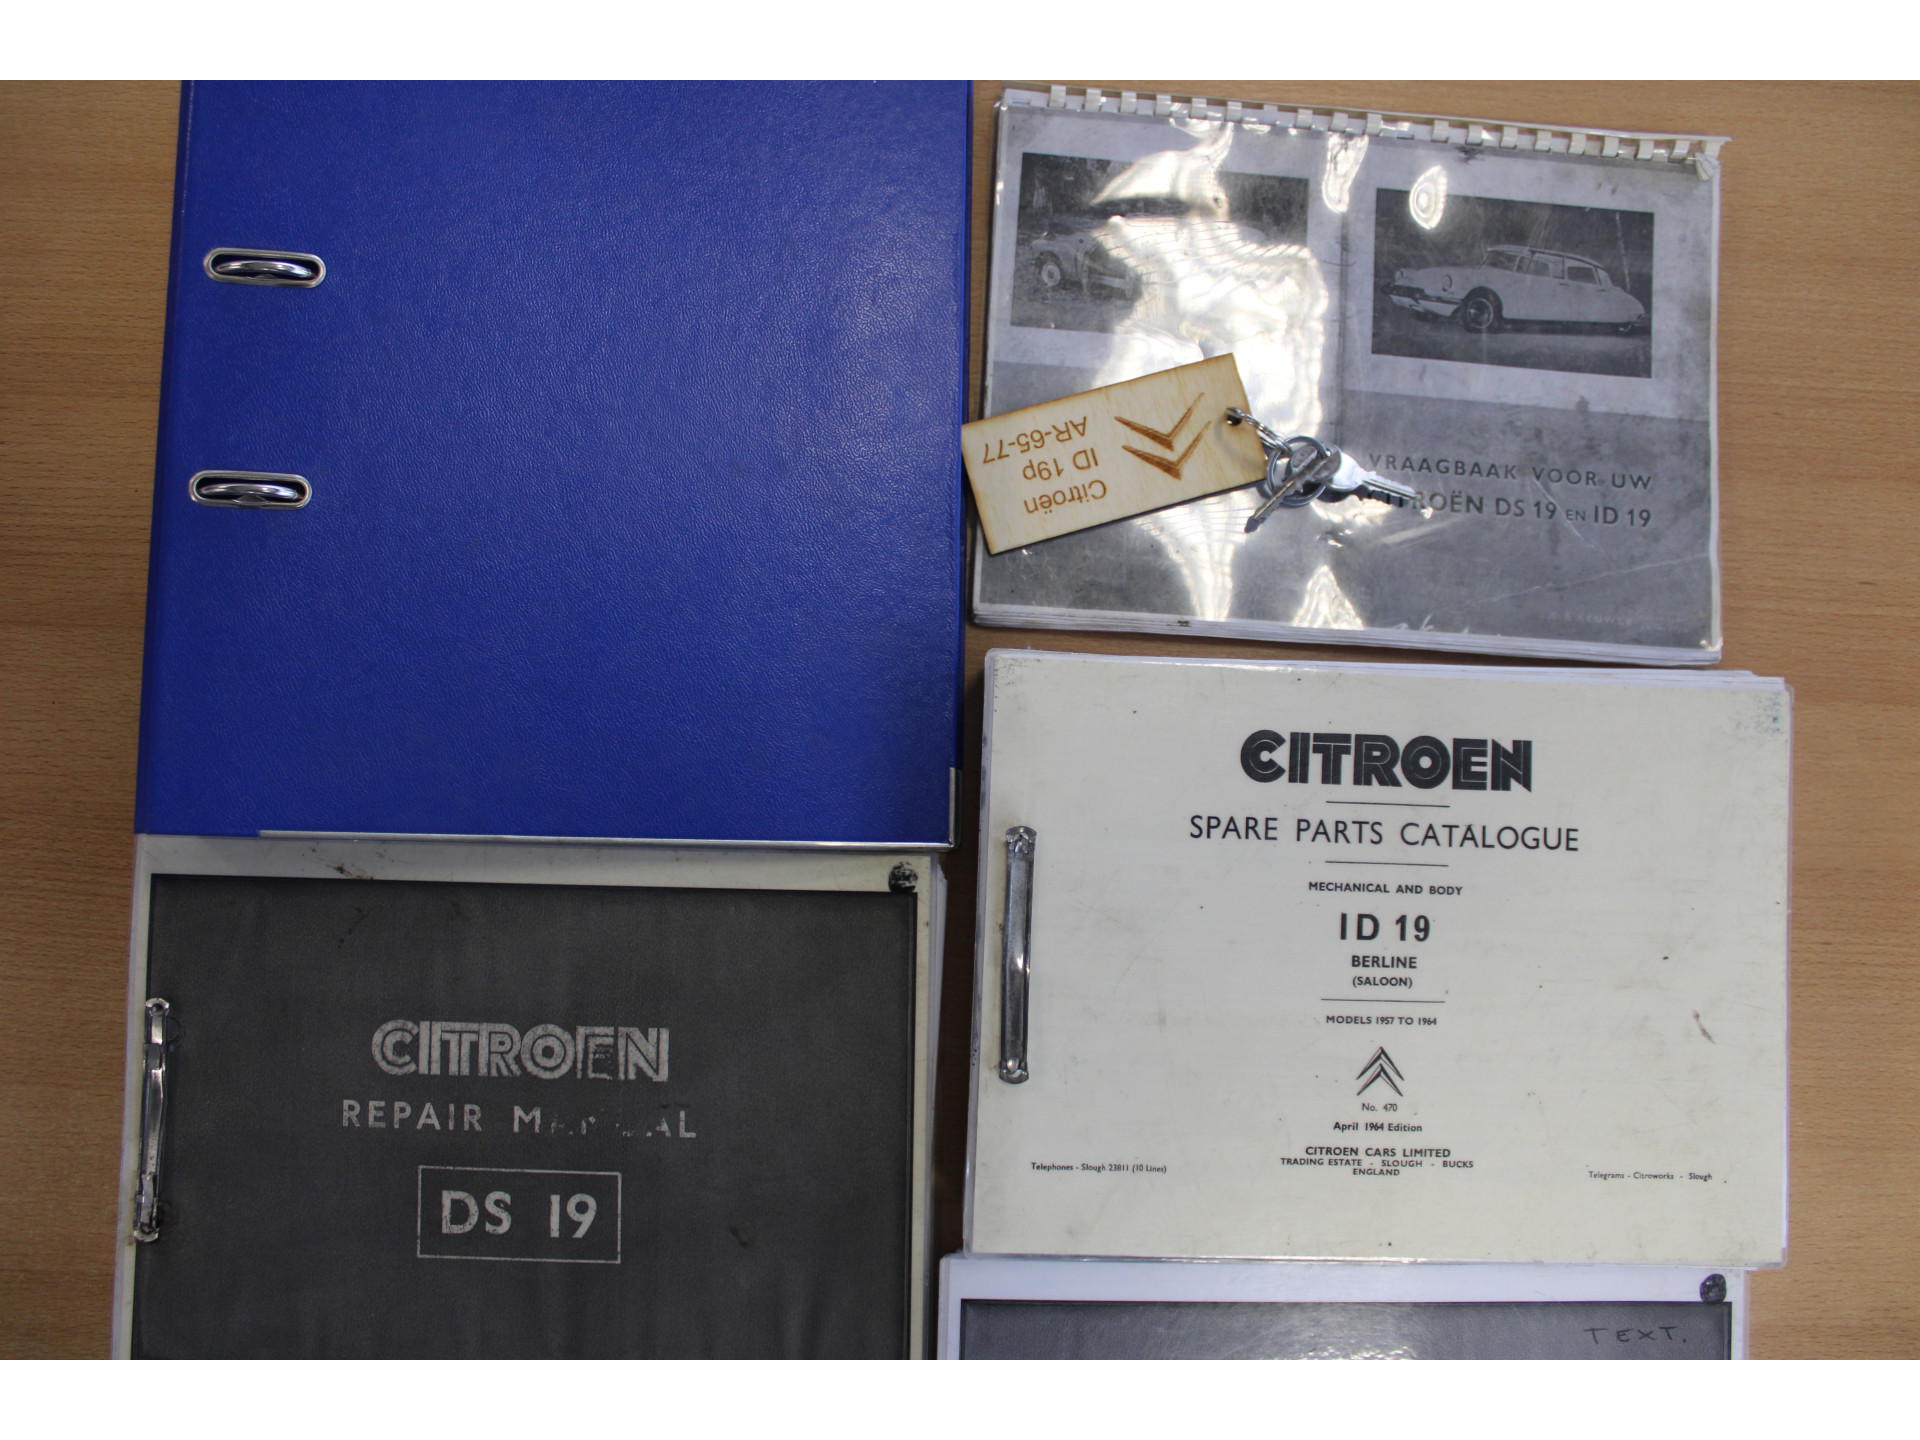 VRAAGBAAK VOOR UW
CITROËN DS 19 EN ID 19
Citroën
ID 19p
AR-65-77
CITROEN
SPARE PARTS CATALOGUE
MECHANICAL AND BODY
ID 19
BERLINE
(SALOON)
MODELS 1957 TO 1964
No. 470
April 1964 Edition
CITROEN CARS LIMITED
TRADING ESTATE - SLOUGH - BUCKS
ENGLAND
Telephones - Slough 23811 (10 Lines)
Telegrams - Citroworks - Slough
CITROEN
REPAIR MANUAL
DS 19
TEXT.